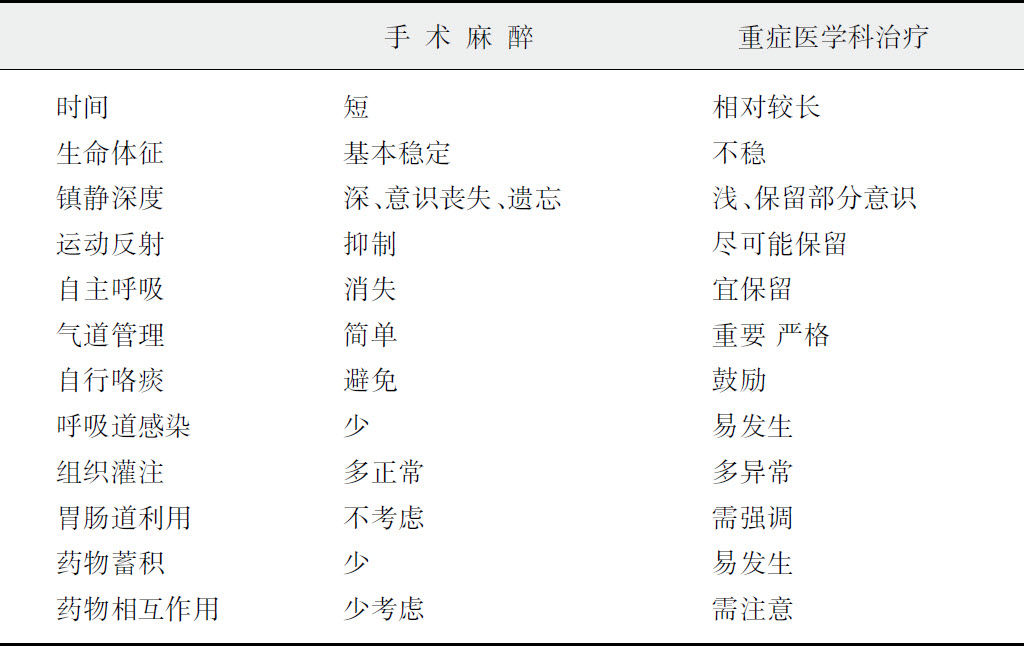 手术麻醉 重症医学科治疗
时间 短 相对较长
生命体征 基本稳定 不稳
镇静深度 深、意识丧失、遗忘 浅、保留部分意识
运动反射 抑制 尽可能保留
自主呼吸 消失 宜保留
气道管理 简单 重要 严格
自行咯痰 避免 鼓励
呼吸道感染 少 易发生
组织灌注 多正常 多异常
胃肠道利用 不考虑 需强调
药物蓄积 少 易发生
药物相互作用 少考虑 需注意